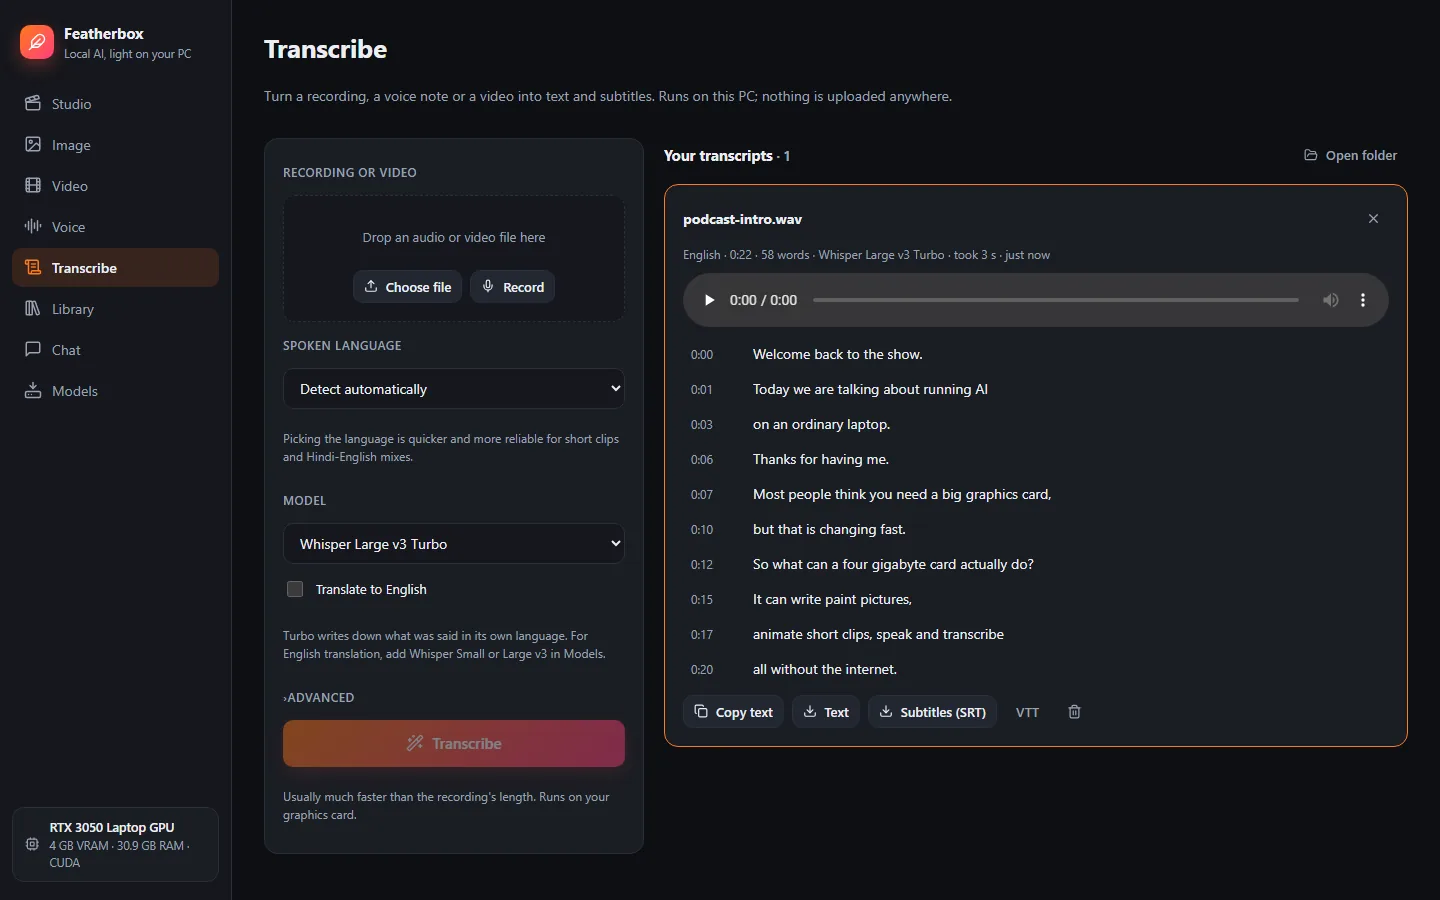 Featherbox
Local AI, light on your PC
Studio
Image
Video
Voice
Transcribe
Library
Chat
Models
RTX 3050 Laptop GPU
4 GB VRAM · 30.9 GB RAM ·
CUDA
Transcribe
Turn a recording, a voice note or a video into text and subtitles. Runs on this PC; nothing is uploaded anywhere.
RECORDING OR VIDEO
Drop an audio or video file here
Choose file
Record
SPOKEN LANGUAGE
Detect automatically
Picking the language is quicker and more reliable for short clips
and Hindi-English mixes.
MODEL
Whisper Large v3 Turbo
Translate to English
Turbo writes down what was said in its own language. For
English translation, add Whisper Small or Large v3 in Models.
›ADVANCED
Transcribe
Usually much faster than the recording's length. Runs on your
graphics card.
Your transcripts · 1
Open folder
podcast-intro.wav
English · 0:22 · 58 words · Whisper Large v3 Turbo · took 3 s · just now
0:00 / 0:00
0:00 Welcome back to the show.
0:01 Today we are talking about running AI
0:03 on an ordinary laptop.
0:06 Thanks for having me.
0:07 Most people think you need a big graphics card,
0:10 but that is changing fast.
0:12 So what can a four gigabyte card actually do?
0:15 It can write paint pictures,
0:17 animate short clips, speak and transcribe
0:20 all without the internet.
Copy text
Text
Subtitles (SRT)
VTT